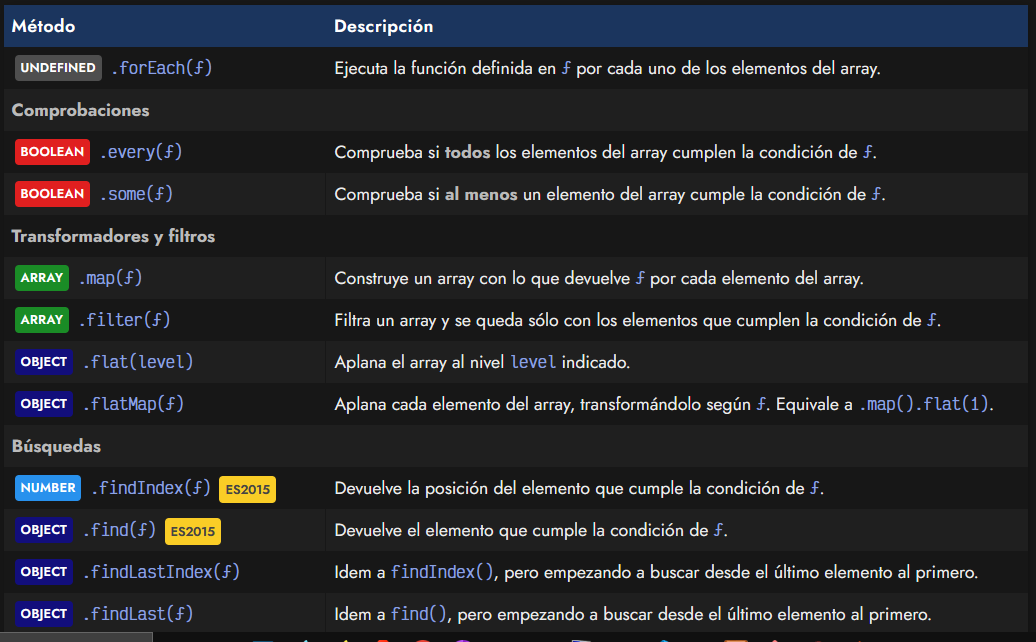 Método Descripción
UNDEFINED .forEach(ƒ) Ejecuta la función definida en ƒ por cada uno de los elementos del array.
Comprobaciones
BOOLEAN .every(ƒ) Comprueba si todos los elementos del array cumplen la condición de ƒ.
BOOLEAN .some(ƒ) Comprueba si al menos un elemento del array cumple la condición de ƒ.
Transformadores y filtros
ARRAY .map(ƒ) Construye un array con lo que devuelve ƒ por cada elemento del array.
ARRAY .filter(ƒ) Filtra un array y se queda sólo con los elementos que cumplen la condición de ƒ.
OBJECT .flat(level) Aplana el array al nivel level indicado.
OBJECT .flatMap(ƒ) Aplana cada elemento del array, transformándolo según ƒ. Equivale a .map().flat(1).
Búsquedas
NUMBER .findIndex(ƒ) ES2015 Devuelve la posición del elemento que cumple la condición de ƒ.
OBJECT .find(ƒ) ES2015 Devuelve el elemento que cumple la condición de ƒ.
OBJECT .findLastIndex(ƒ) Idem a findIndex(), pero empezando a buscar desde el último elemento al primero.
OBJECT .findLast(ƒ) Idem a find(), pero empezando a buscar desde el último elemento al primero.